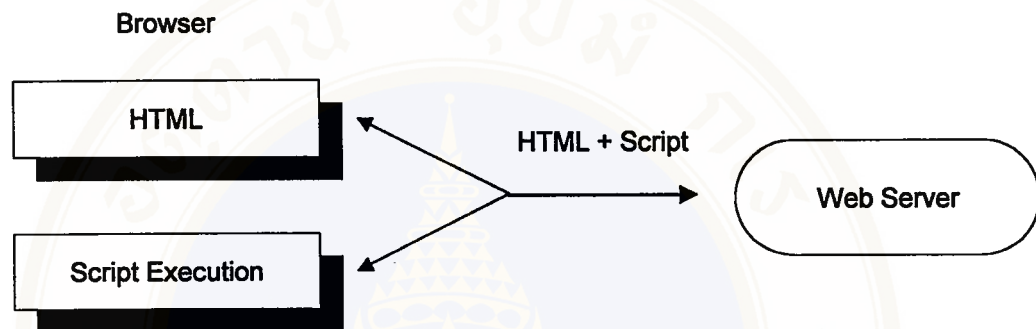 Browser
HTML
HTML + Script
Web Server
Script Execution